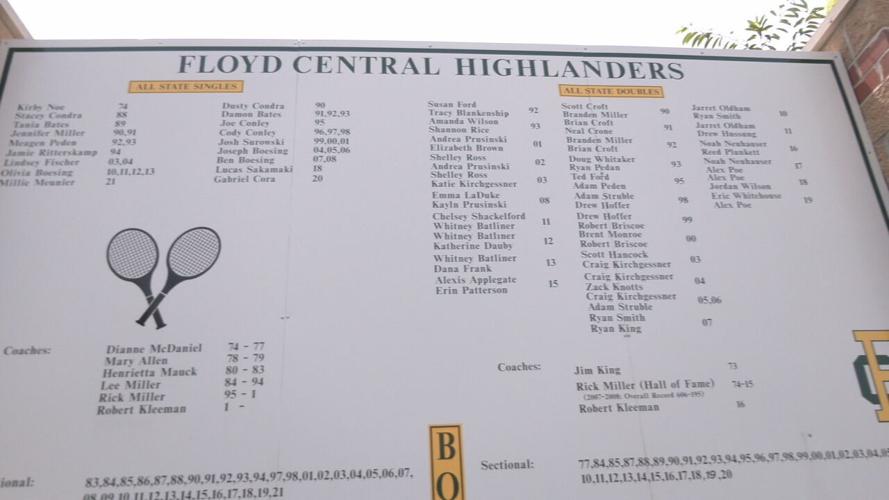 FLOYD CENTRAL HIGHLANDERS
ALL STATE SINGLES
Kirby Noe 74
Stacey Condra 88
Tania Bates 89
Jennifer Miller 90,91
Meagen Peden 92,93
Jamie Ritterskamp 94
Lindsey Fischer 03,04
Olivia Boesing 10,11,12,13
Millie Meunier 21
Dusty Condra 90
Damon Bates 91,92,93
Joe Conley 95
Cody Conley 96,97,98
Josh Surowski 99,00,01
Joseph Boesing 04,05,06
Ben Boesing 07,08
Lucas Sakamaki 18
Gabriel Cora 20
ALL STATE DOUBLES
Susan Ford
Tracy Blankenship 92
Amanda Wilson
Shannon Rice 93
Andrea Prusinski
Elizabeth Brown 01
Shelley Ross
Andrea Prusinski 02
Shelley Ross
Katie Kirchgessner 03
Emma LaDuke
Kayln Prusinski 08
Chelsey Shackelford
Whitney Batliner 11
Whitney Batliner
Katherine Dauby 12
Whitney Batliner
Dana Frank 13
Alexis Applegate
Erin Patterson 15
Scott Croft
Branden Miller 90
Brian Croft
Neal Crone 91
Branden Miller
Brian Croft 92
Doug Whitaker
Ryan Pedan 93
Ted Ford
Adam Peden 95
Adam Struble
Drew Hoffer 98
Drew Hoffer
Robert Briscoe 99
Brent Monroe
Robert Briscoe 00
Scott Hancock
Craig Kirchgessner 03
Craig Kirchgessner
Zack Knotts 04
Craig Kirchgessner
Adam Struble 05,06
Ryan Smith
Ryan King 07
Jarret Oldham
Ryan Smith 10
Jarret Oldham
Drew Hussung 11
Noah Neuhauser
Reed Plunkett 16
Noah Neuhauser
Alex Poe 17
Alex Poe
Jordan Wilson 18
Eric Whitehouse
Alex Poe 19
Coaches:
Dianne McDaniel 74 - 77
Mary Allen 78 - 79
Henrietta Mauck 80 - 83
Lee Miller 84 - 94
Rick Miller 95 - 1
Robert Kleeman 1 -
Coaches:
Jim King 73
Rick Miller (Hall of Fame) 74-15
(2007-2008: Overall Record 606-195)
Robert Kleeman 16
BO
ional: 83,84,85,86,87,88,90,91,92,93,94,97,98,01,02,03,04,05,06,07,
08,09,10,11,12,13,14,15,16,17,18,19,21
Sectional: 77,84,85,87,88,89,90,91,92,93,94,95,96,97,98,99,00,01,02,03,04,05
10,11,12,13,14,15,16,17,18,19,20
F